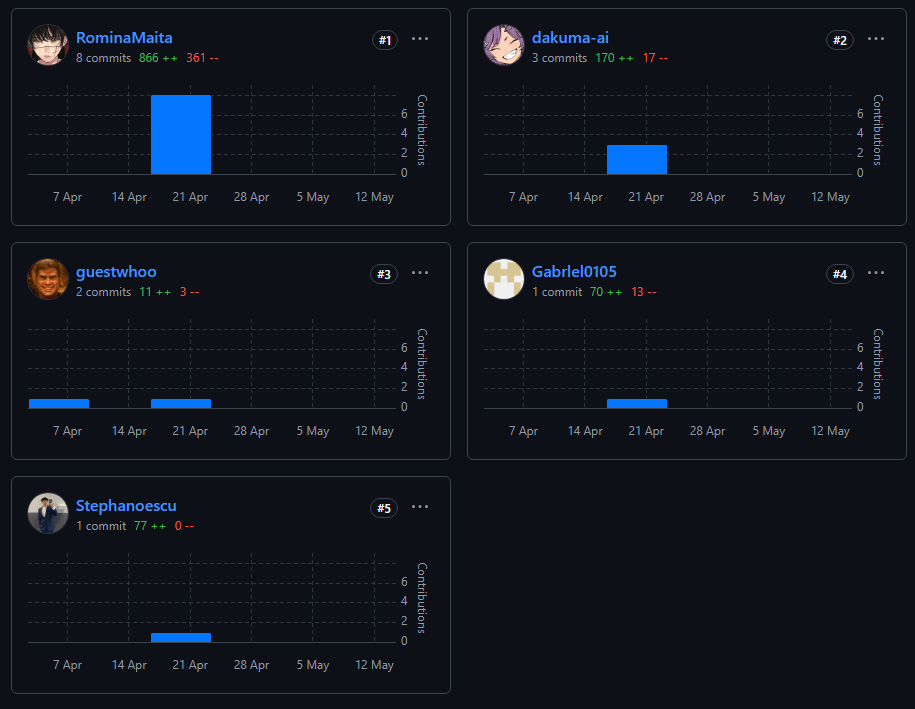 RominaMaita #1 ···
8 commits 866 ++ 361 --
6
4
2
0
Contributions
7 Apr 14 Apr 21 Apr 28 Apr 5 May 12 May
dakuma-ai #2 ···
3 commits 170 ++ 17 --
6
4
2
0
Contributions
7 Apr 14 Apr 21 Apr 28 Apr 5 May 12 May
guestwhoo #3 ···
2 commits 11 ++ 3 --
6
4
2
0
Contributions
7 Apr 14 Apr 21 Apr 28 Apr 5 May 12 May
Gabrlel0105 #4 ···
1 commit 70 ++ 13 --
6
4
2
0
Contributions
7 Apr 14 Apr 21 Apr 28 Apr 5 May 12 May
Stephanoescu #5 ···
1 commit 77 ++ 0 --
6
4
2
0
Contributions
7 Apr 14 Apr 21 Apr 28 Apr 5 May 12 May